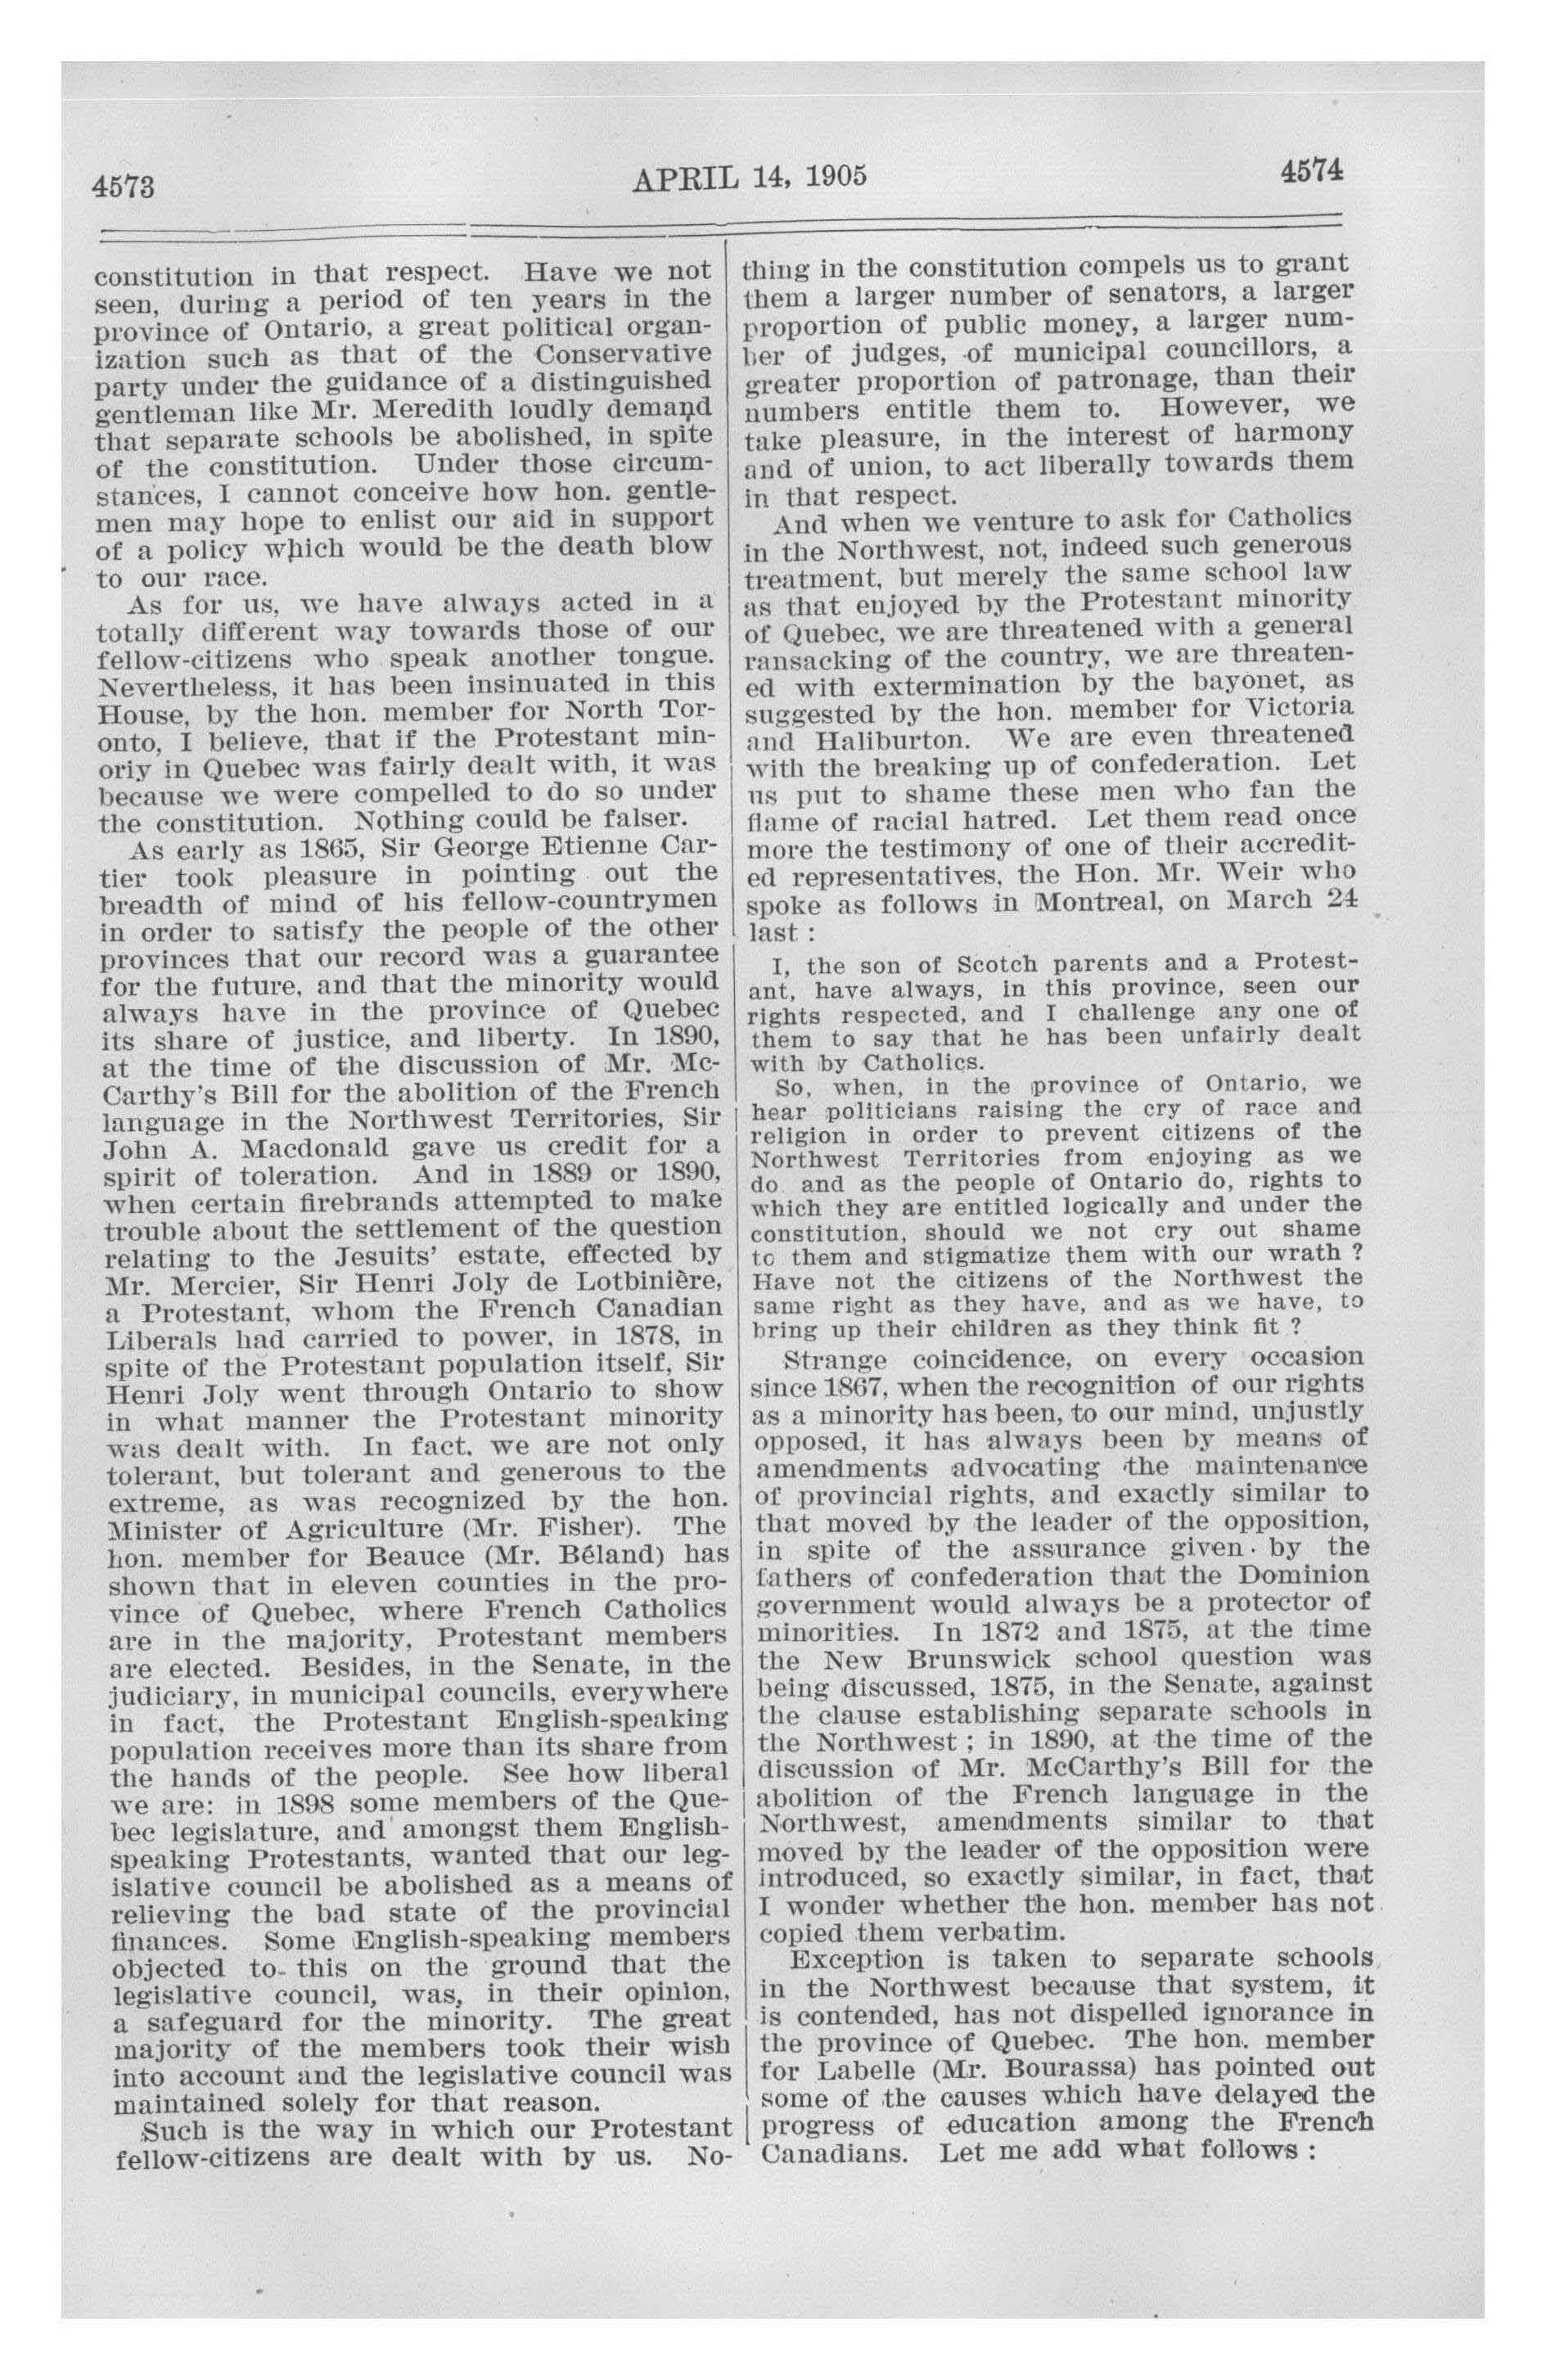 4573
APRIL 14, 1905
4574
constitution in that respect. Have we not
seen, during a period of ten years in the
province of Ontario, a great political organ-
ization such as that of the Conservative
party under the guidance of a distinguished
gentleman like Mr. Meredith loudly demand
that separate schools be abolished, in spite
of the constitution. Under those circum-
stances, I cannot conceive how hon. gentle-
men may hope to enlist our aid in support
of a policy which would be the death blow
to our race.
As for us, we have always acted in a
totally different way towards those of our
fellow-citizens who speak another tongue.
Nevertheless, it has been insinuated in this
House, by the hon. member for North Tor-
onto, I believe, that if the Protestant min-
oriy in Quebec was fairly dealt with, it was
because we were compelled to do so under
the constitution. Nothing could be falser.
As early as 1865, Sir George Etienne Car-
tier took pleasure in pointing out the
breadth of mind of his fellow-countrymen
in order to satisfy the people of the other
provinces that our record was a guarantee
for the future, and that the minority would
always have in the province of Quebec
its share of justice, and liberty. In 1890,
at the time of the discussion of Mr. Mc-
Carthy's Bill for the abolition of the French
language in the Northwest Territories, Sir
John A. Macdonald gave us credit for a
spirit of toleration. And in 1889 or 1890,
when certain firebrands attempted to make
trouble about the settlement of the question
relating to the Jesuits' estate, effected by
Mr. Mercier, Sir Henri Joly de Lotbinière,
a Protestant, whom the French Canadian
Liberals had carried to power, in 1878, in
spite of the Protestant population itself, Sir
Henri Joly went through Ontario to show
in what manner the Protestant minority
was dealt with. In fact, we are not only
tolerant, but tolerant and generous to the
extreme, as was recognized by the hon.
Minister of Agriculture (Mr. Fisher). The
hon. member for Beauce (Mr. Béland) has
shown that in eleven counties in the pro-
vince of Quebec, where French Catholics
are in the majority, Protestant members
are elected. Besides, in the Senate, in the
judiciary, in municipal councils, everywhere
in fact, the Protestant English-speaking
population receives more than its share from
the hands of the people. See how liberal
we are: in 1898 some members of the Que-
bec legislature, and amongst them English-
speaking Protestants, wanted that our leg-
islative council be abolished as a means of
relieving the bad state of the provincial
finances. Some English-speaking members
objected to this on the ground that the
legislative council, was, in their opinion,
a safeguard for the minority. The great
majority of the members took their wish
into account and the legislative council was
maintained solely for that reason.
Such is the way in which our Protestant
fellow-citizens are dealt with by us. No-
thing in the constitution compels us to grant
them a larger number of senators, a larger
proportion of public money, a larger num-
ber of judges, of municipal councillors, a
greater proportion of patronage, than their
numbers entitle them to. However, we
take pleasure, in the interest of harmony
and of union, to act liberally towards them
in that respect.
And when we venture to ask for Catholics
in the Northwest, not, indeed such generous
treatment, but merely the same school law
as that enjoyed by the Protestant minority
of Quebec, we are threatened with a general
ransacking of the country, we are threaten-
ed with extermination by the bayonet, as
suggested by the hon. member for Victoria
and Haliburton. We are even threatened
with the breaking up of confederation. Let
us put to shame these men who fan the
flame of racial hatred. Let them read once
more the testimony of one of their accredit-
ed representatives, the Hon. Mr. Weir who
spoke as follows in Montreal, on March 24
last :
I, the son of Scotch parents and a Protest-
ant, have always, in this province, seen our
rights respected, and I challenge any one of
them to say that he has been unfairly dealt
with by Catholics.
So, when, in the province of Ontario, we
hear politicians raising the cry of race and
religion in order to prevent citizens of the
Northwest Territories from enjoying as we
do and as the people of Ontario do, rights to
which they are entitled logically and under the
constitution, should we not cry out shame
to them and stigmatize them with our wrath ?
Have not the citizens of the Northwest the
same right as they have, and as we have, to
bring up their children as they think fit ?
Strange coincidence, on every occasion
since 1867, when the recognition of our rights
as a minority has been, to our mind, unjustly
opposed, it has always been by means of
amendments advocating the maintenance
of provincial rights, and exactly similar to
that moved by the leader of the opposition,
in spite of the assurance given by the
fathers of confederation that the Dominion
government would always be a protector of
minorities. In 1872 and 1875, at the time
the New Brunswick school question was
being discussed, 1875, in the Senate, against
the clause establishing separate schools in
the Northwest ; in 1890, at the time of the
discussion of Mr. McCarthy's Bill for the
abolition of the French language in the
Northwest, amendments similar to that
moved by the leader of the opposition were
introduced, so exactly similar, in fact, that
I wonder whether the hon. member has not
copied them verbatim.
Exception is taken to separate schools
in the Northwest because that system, it
is contended, has not dispelled ignorance in
the province of Quebec. The hon. member
for Labelle (Mr. Bourassa) has pointed out
some of the causes which have delayed the
progress of education among the French
Canadians. Let me add what follows :